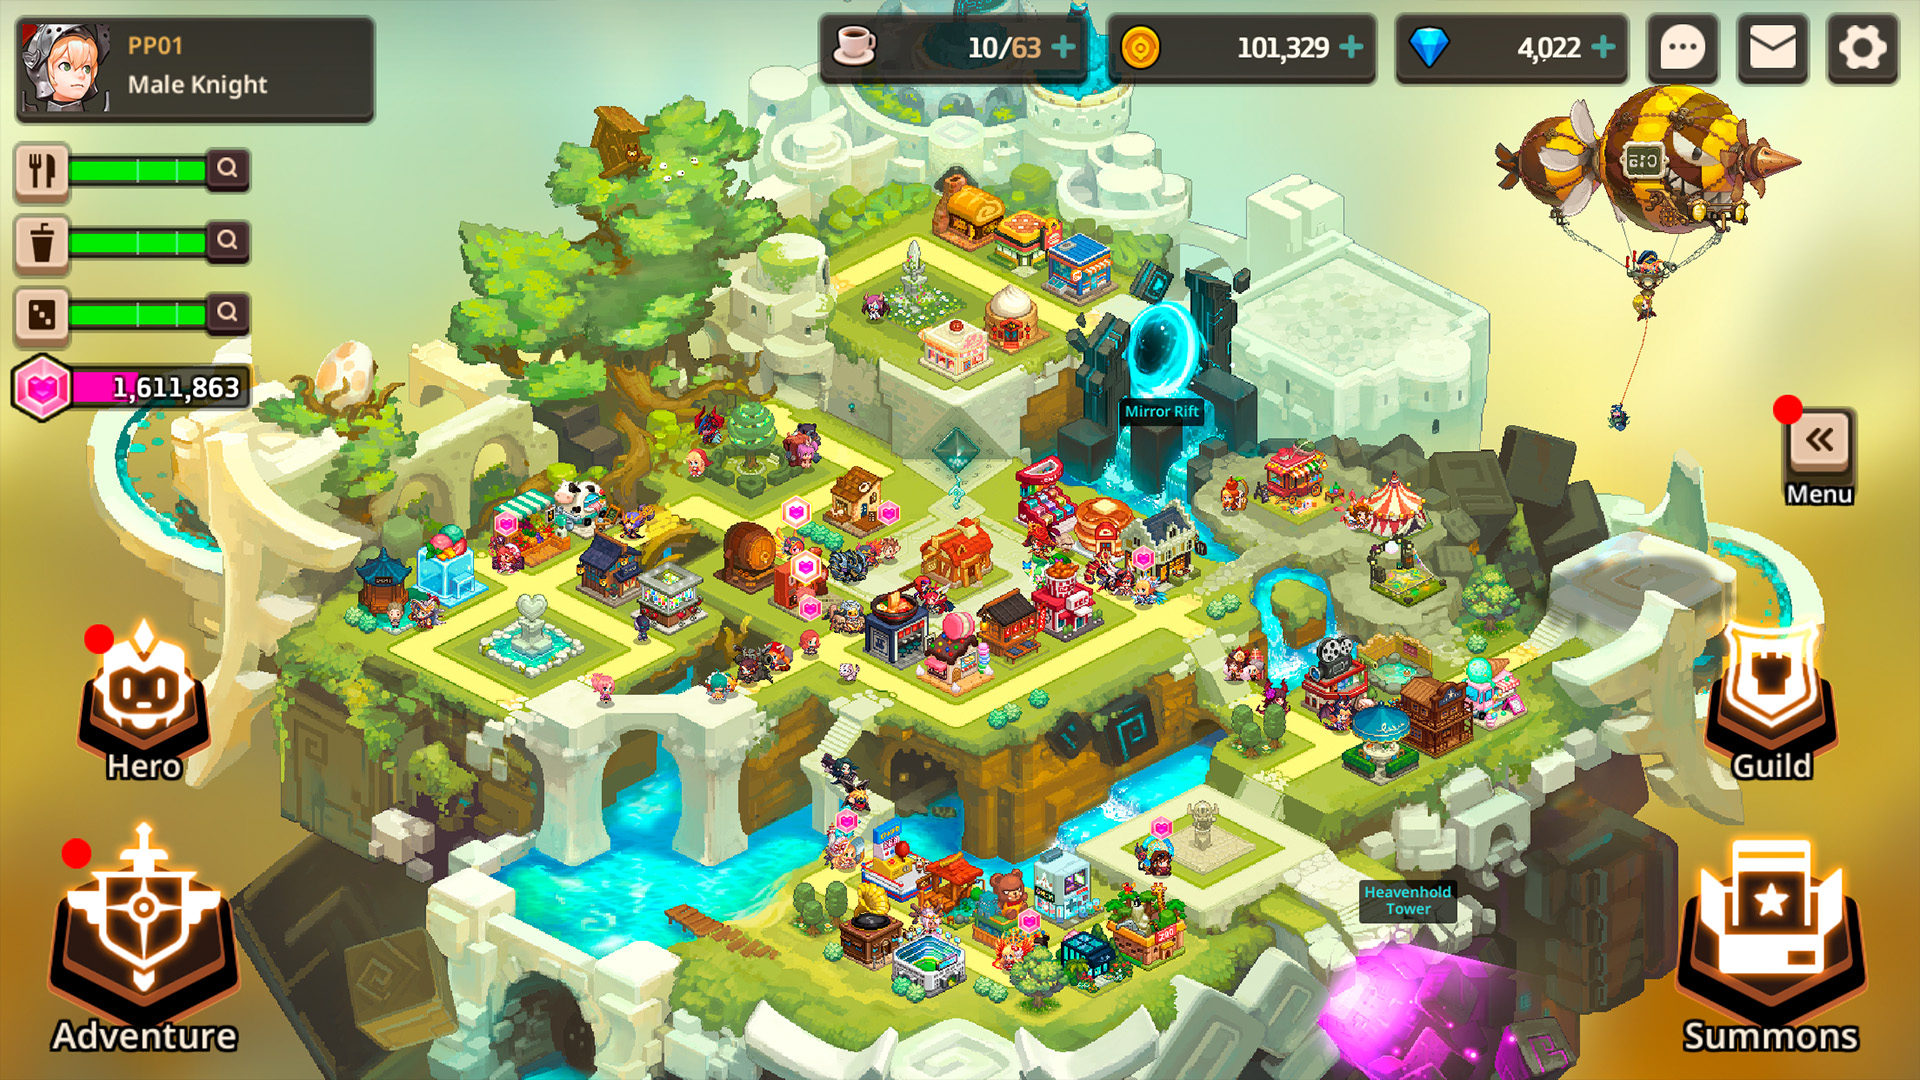 PP01
Male Knight
10/63
101,329
4,022
1,611,863
Mirror Rift
Menu
Hero
Guild
Heavenhold
Tower
Adventure
Summons
ZOO